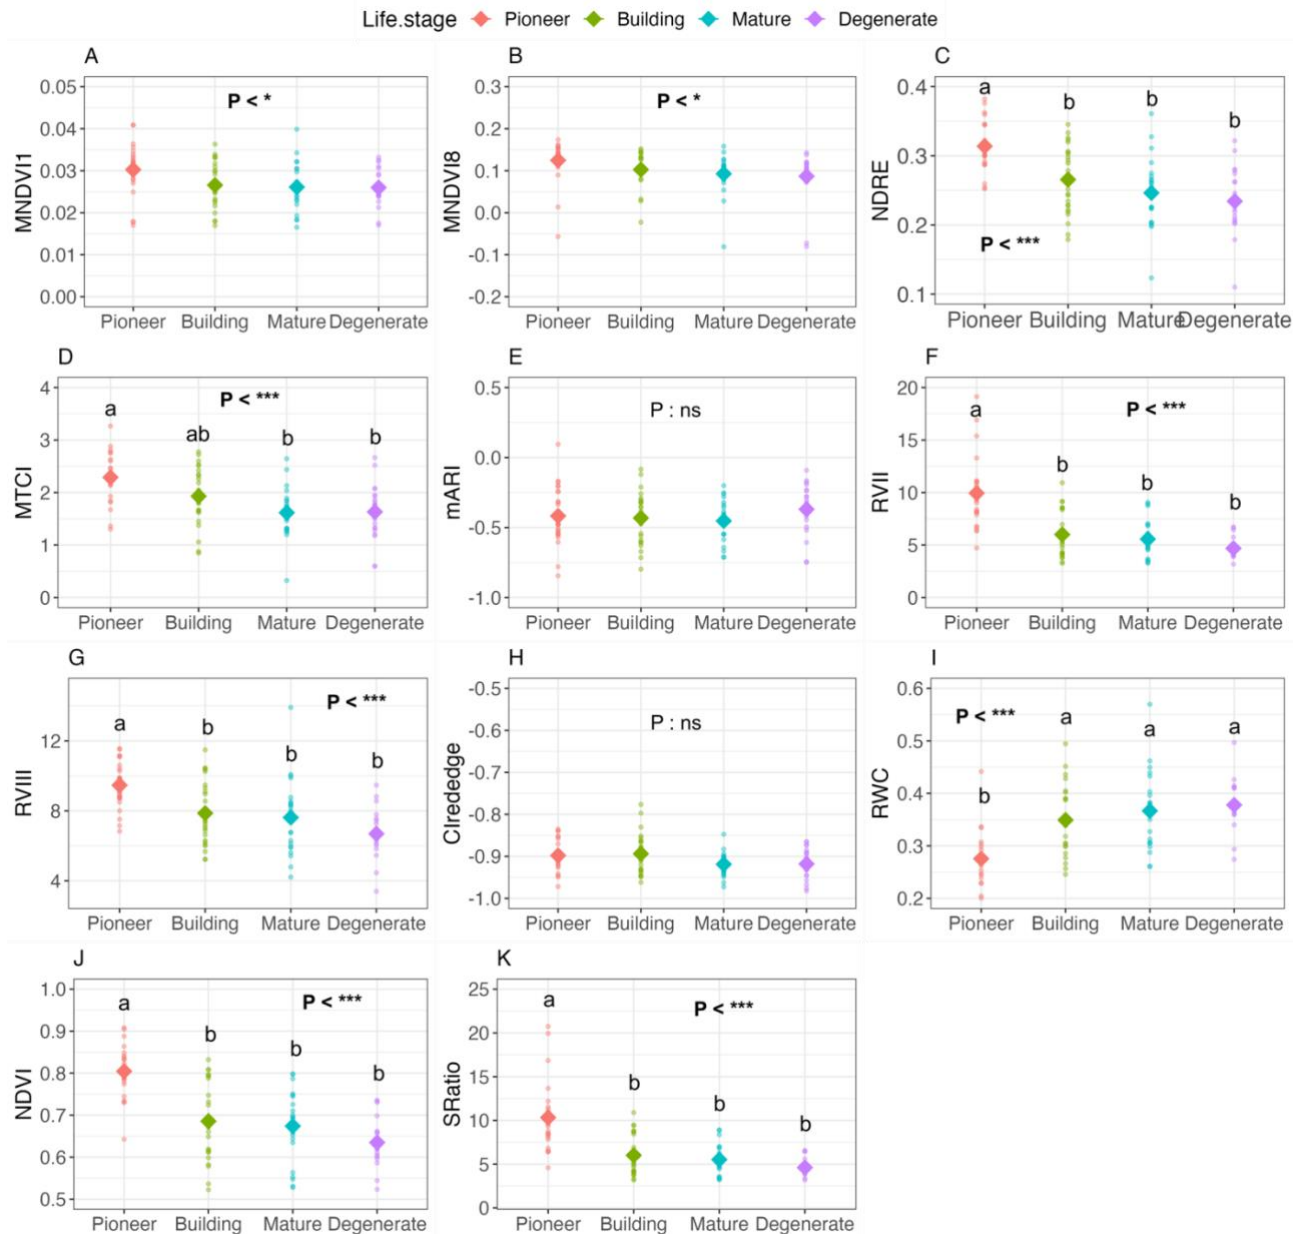 Life.stage Pioneer Building Mature Degenerate
A
MNDVI1
0.05
0.04
0.03
0.02
0.01
0.00
P < *
Pioneer Building Mature Degenerate
B
MNDVI8
0.3
0.2
0.1
0.0
-0.1
-0.2
P < *
Pioneer Building Mature Degenerate
C
NDRE
0.4
0.3
0.2
0.1
a b b b
P < ***
Pioneer Building Mature Degenerate
D
MTCI
4
3
2
1
0
P < ***
a ab b b
Pioneer Building Mature Degenerate
E
mARI
0.5
0.0
-0.5
-1.0
P : ns
Pioneer Building Mature Degenerate
F
RVII
20
15
10
5
0
P < ***
a b b b
Pioneer Building Mature Degenerate
G
RVIII
12
8
4
P < ***
a b b b
Pioneer Building Mature Degenerate
H
CIrededge
-0.5
-0.6
-0.7
-0.8
-0.9
-1.0
P : ns
Pioneer Building Mature Degenerate
I
RWC
0.6
0.5
0.4
0.3
0.2
P < ***
b a a a
Pioneer Building Mature Degenerate
J
NDVI
1.0
0.9
0.8
0.7
0.6
0.5
P < ***
a b b b
Pioneer Building Mature Degenerate
K
SRatio
25
20
15
10
5
0
P < ***
a b b b
Pioneer Building Mature Degenerate